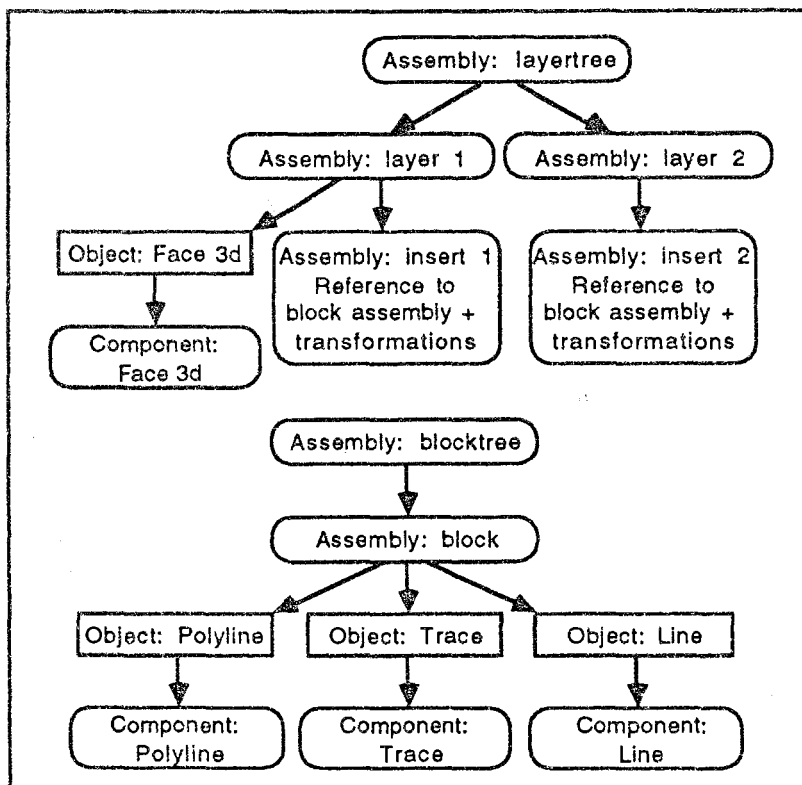 Assembly: layertree
Assembly: layer 1
Assembly: layer 2
Object: Face 3d
Assembly: insert 1
Reference to
block assembly +
transformations
Assembly: insert 2
Reference to
block assembly +
transformations
Component:
Face 3d
Assembly: blocktree
Assembly: block
Object: Polyline
Object: Trace
Object: Line
Component:
Polyline
Component:
Trace
Component:
Line